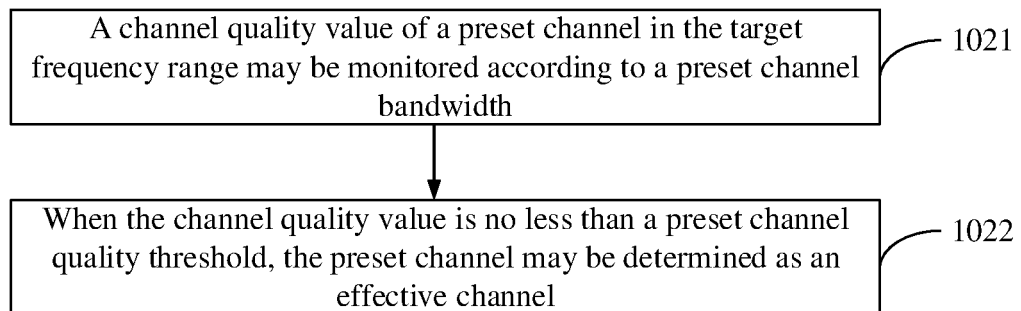 A channel quality value of a preset channel in the target
frequency range may be monitored according to a preset channel
bandwidth
1021
When the channel quality value is no less than a preset channel
quality threshold, the preset channel may be determined as an
effective channel
1022